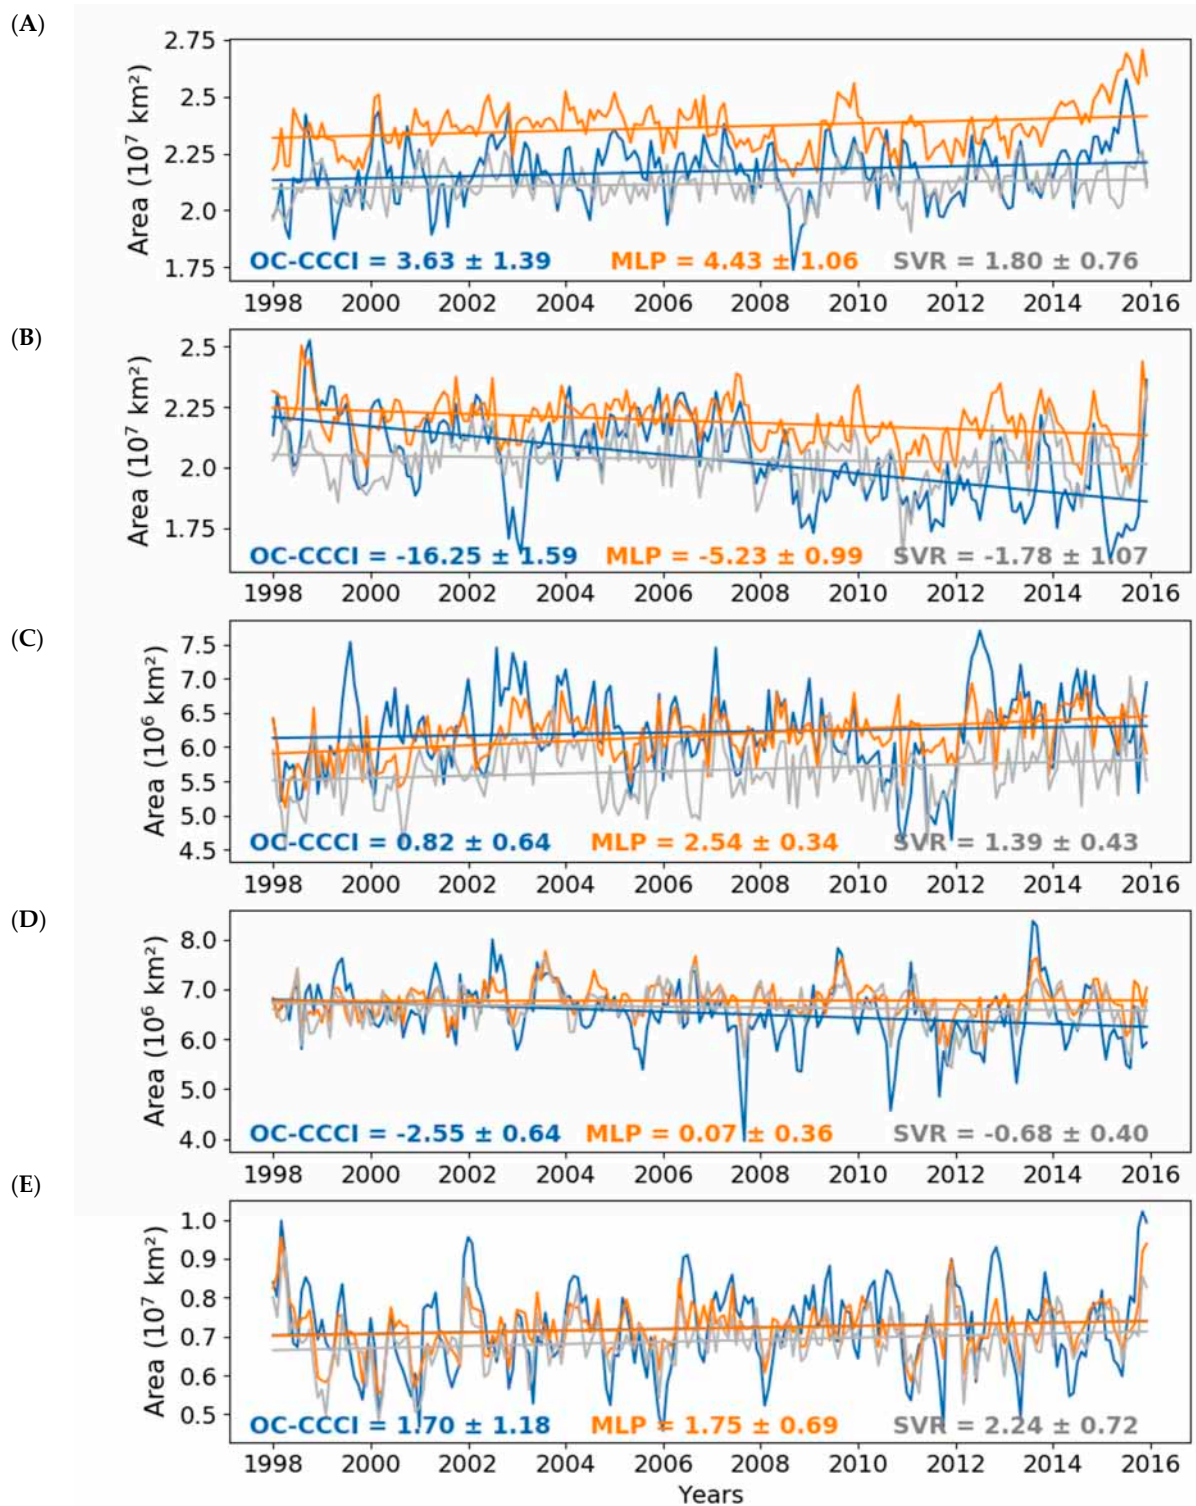 (A)
2.75
2.5
2.25
2.0
1.75
Area (10⁷ km²)
OC-CCCI = 3.63 ± 1.39 MLP = 4.43 ± 1.06 SVR = 1.80 ± 0.76
1998 2000 2002 2004 2006 2008 2010 2012 2014 2016
(B)
2.5
2.25
2.0
1.75
Area (10⁷ km²)
OC-CCCI = -16.25 ± 1.59 MLP = -5.23 ± 0.99 SVR = -1.78 ± 1.07
1998 2000 2002 2004 2006 2008 2010 2012 2014 2016
(C)
7.5
7.0
6.5
6.0
5.5
5.0
4.5
Area (10⁶ km²)
OC-CCCI = 0.82 ± 0.64 MLP = 2.54 ± 0.34 SVR = 1.39 ± 0.43
1998 2000 2002 2004 2006 2008 2010 2012 2014 2016
(D)
8.0
7.0
6.0
5.0
4.0
Area (10⁶ km²)
OC-CCCI = -2.55 ± 0.64 MLP = 0.07 ± 0.36 SVR = -0.68 ± 0.40
1998 2000 2002 2004 2006 2008 2010 2012 2014 2016
(E)
1.0
0.9
0.8
0.7
0.6
0.5
Area (10⁷ km²)
OC-CCCI = 1.70 ± 1.18 MLP = 1.75 ± 0.69 SVR = 2.24 ± 0.72
1998 2000 2002 2004 2006 2008 2010 2012 2014 2016
Years